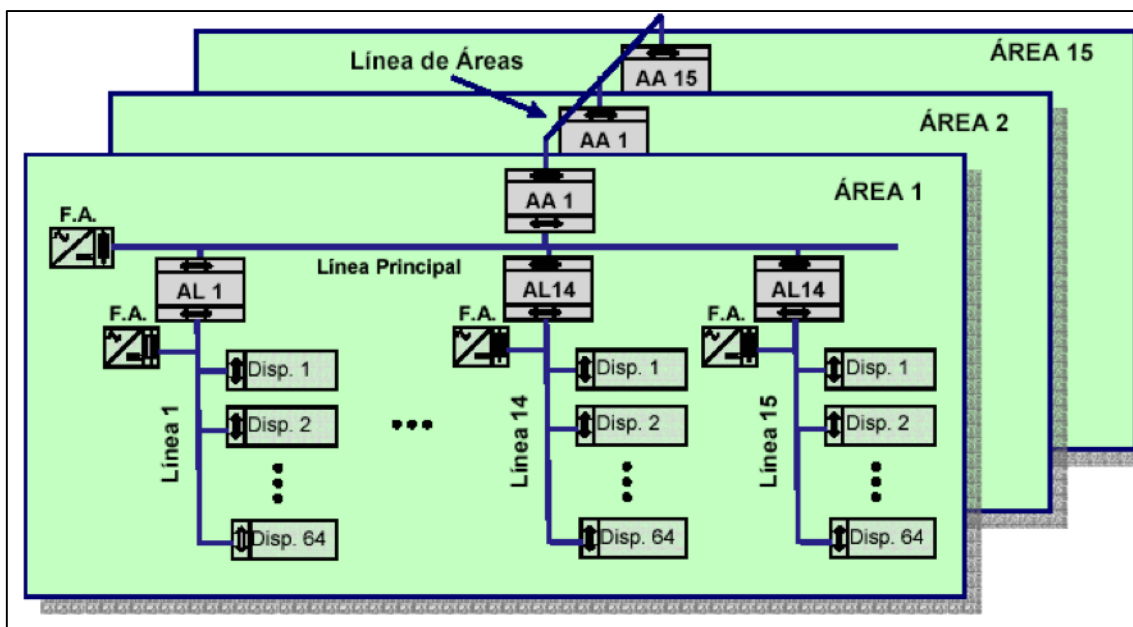 ÁREA 15
Línea de Áreas
AA 15
ÁREA 2
AA 1
ÁREA 1
AA 1
F.A.
Línea Principal
AL 1
AL14
AL14
F.A.
F.A.
F.A.
Disp. 1
Disp. 1
Disp. 1
Línea 1
Disp. 2
Línea 14
Disp. 2
Línea 15
Disp. 2
Disp. 64
Disp. 64
Disp. 64